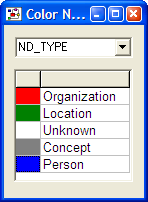 Color N...
ND_TYPE
Organization
Location
Unknown
Concept
Person